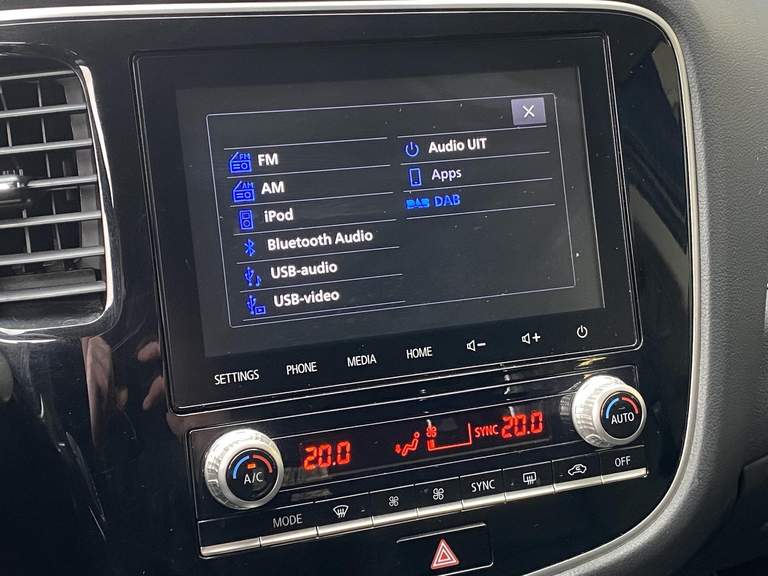 FM
AM
iPod
Bluetooth Audio
USB-audio
USB-video
Audio UIT
Apps
DAB DAB
SETTINGS PHONE MEDIA HOME
20.0 SYNC 20.0
A/C
AUTO
MODE SYNC OFF